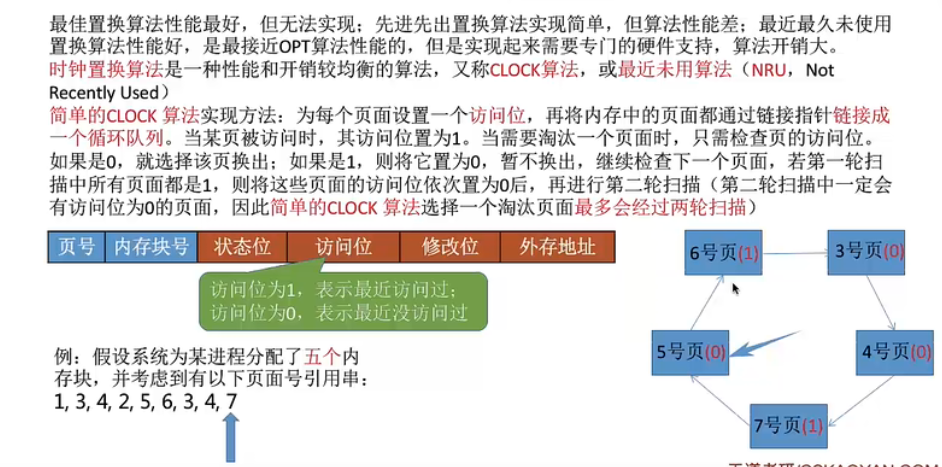 最佳置换算法性能最好，但无法实现；先进先出置换算法实现简单，但算法性能差；最近最久未使用
置换算法性能好，是最接近OPT算法性能的，但是实现起来需要专门的硬件支持，算法开销大。
时钟置换算法是一种性能和开销较均衡的算法，又称CLOCK算法，或最近未用算法（NRU，Not
Recently Used）
简单的CLOCK 算法实现方法：为每个页面设置一个访问位，再将内存中的页面都通过链接指针链接成
一个循环队列。当某页被访问时，其访问位置为1。当需要淘汰一个页面时，只需检查页的访问位。
如果是0，就选择该页换出；如果是1，则将它置为0，暂不换出，继续检查下一个页面，若第一轮扫
描中所有页面都是1，则将这些页面的访问位依次置为0后，再进行第二轮扫描（第二轮扫描中一定会
有访问位为0的页面，因此简单的CLOCK 算法选择一个淘汰页面最多会经过两轮扫描）
页号 内存块号 状态位 访问位 修改位 外存地址
访问位为1，表示最近访问过；
访问位为0，表示最近没访问过
例：假设系统为某进程分配了五个内
存块，并考虑到有以下页面号引用串：
1, 3, 4, 2, 5, 6, 3, 4, 7
6号页(1) 3号页(0)
5号页(0) 4号页(0)
7号页(1)